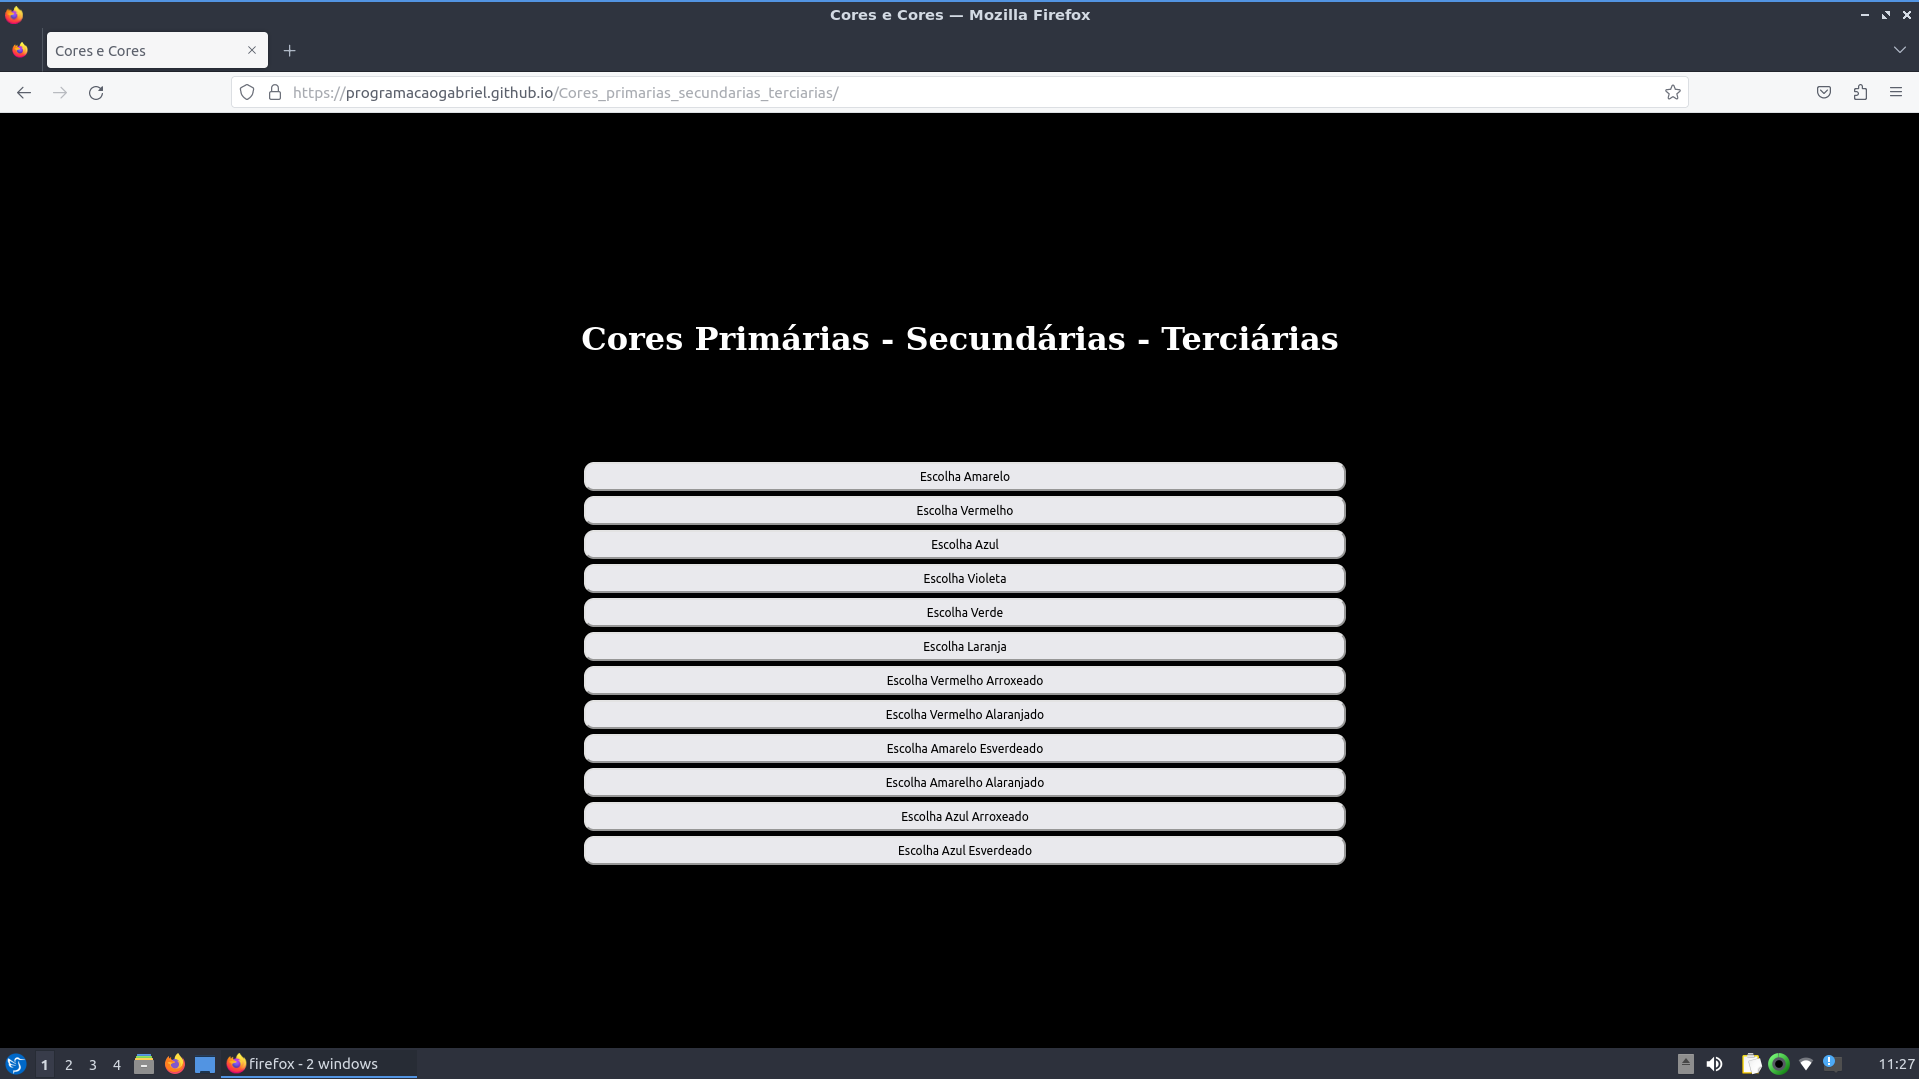 Cores e Cores — Mozilla Firefox
Cores e Cores
https://programacaogabriel.github.io/Cores_primarias_secundarias_terciarias/
Cores Primárias - Secundárias - Terciárias
Escolha Amarelo
Escolha Vermelho
Escolha Azul
Escolha Violeta
Escolha Verde
Escolha Laranja
Escolha Vermelho Arroxeado
Escolha Vermelho Alaranjado
Escolha Amarelo Esverdeado
Escolha Amarelho Alaranjado
Escolha Azul Arroxeado
Escolha Azul Esverdeado
1 2 3 4 firefox - 2 windows 11:27